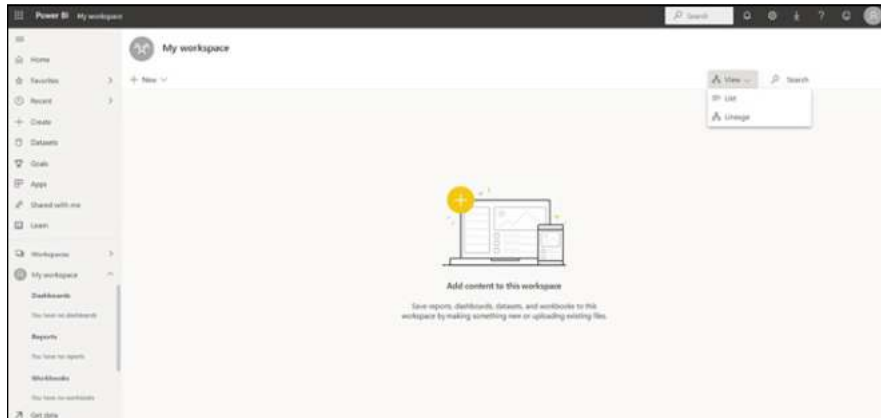 Power BI My workspace
Search
?
Home
Favorites
Recent
Create
Datasets
Goals
Apps
Shared with me
Learn
Workspaces
My workspace
Dashboards
You have no dashboards
Reports
You have no reports
Workbooks
You have no workbooks
Get data
My workspace
+ New
View
Search
List
Lineage
Add content to this workspace
Save reports, dashboards, datasets, and workbooks to this
workspace by making something new or uploading existing files.